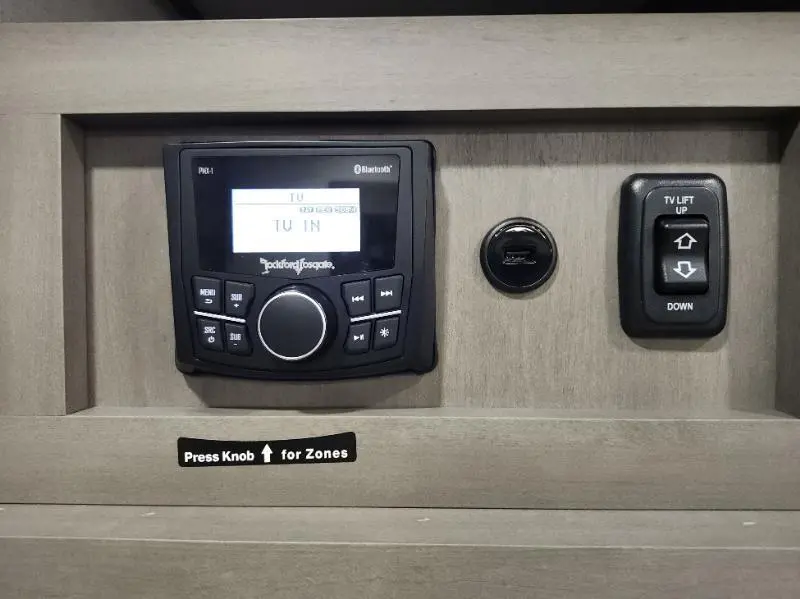 PMX-1
Bluetooth
TV
TV IN
Rockford Fosgate
MENU
SUB
+
SRC
SUB
-
Press Knob for Zones
TV LIFT
UP
DOWN